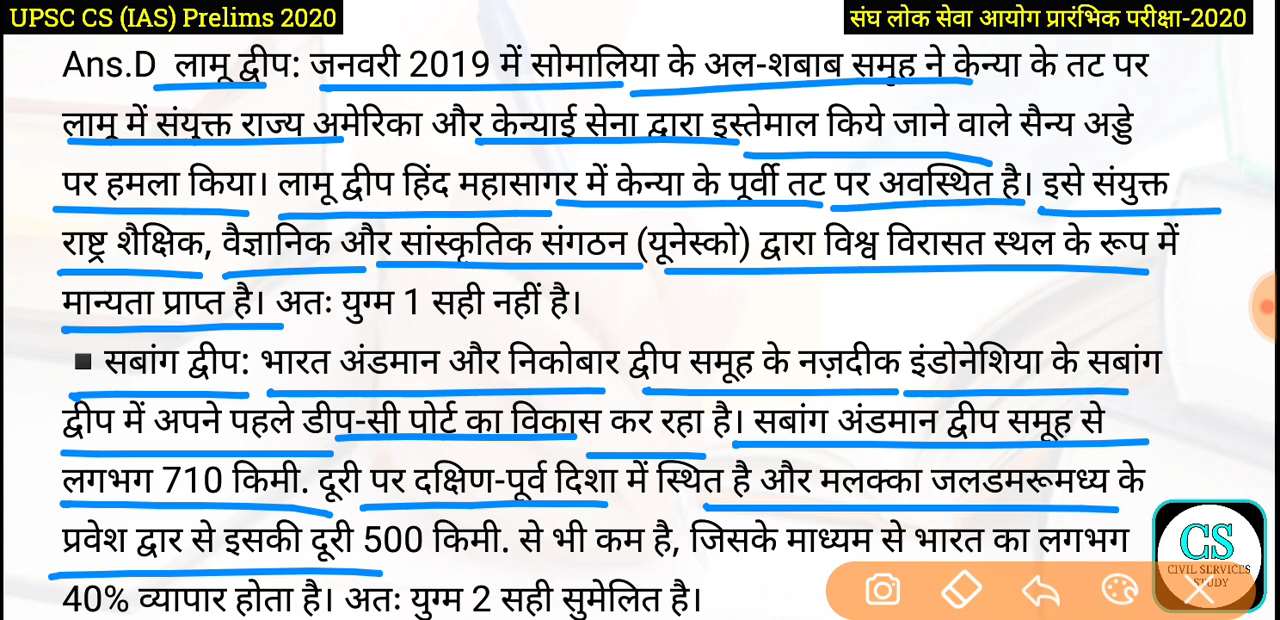 UPSC CS (IAS) Prelims 2020
संघ लोक सेवा आयोग प्रारंभिक परीक्षा-2020
Ans.D लामू द्वीप: जनवरी 2019 में सोमालिया के अल-शबाब समूह ने केन्या के तट पर
लामू में संयुक्त राज्य अमेरिका और केन्याई सेना द्वारा इस्तेमाल किये जाने वाले सैन्य अड्डे
पर हमला किया। लामू द्वीप हिंद महासागर में केन्या के पूर्वी तट पर अवस्थित है। इसे संयुक्त
राष्ट्र शैक्षिक, वैज्ञानिक और सांस्कृतिक संगठन (यूनेस्को) द्वारा विश्व विरासत स्थल के रूप में
मान्यता प्राप्त है। अतः युग्म 1 सही नहीं है।
▪ सबांग द्वीप: भारत अंडमान और निकोबार द्वीप समूह के नज़दीक इंडोनेशिया के सबांग
द्वीप में अपने पहले डीप-सी पोर्ट का विकास कर रहा है। सबांग अंडमान द्वीप समूह से
लगभग 710 किमी. दूरी पर दक्षिण-पूर्व दिशा में स्थित है और मलक्का जलडमरूमध्य के
प्रवेश द्वार से इसकी दूरी 500 किमी. से भी कम है, जिसके माध्यम से भारत का लगभग
40% व्यापार होता है। अतः युग्म 2 सही सुमेलित है।
CS
CIVIL SERVICES
STUDY